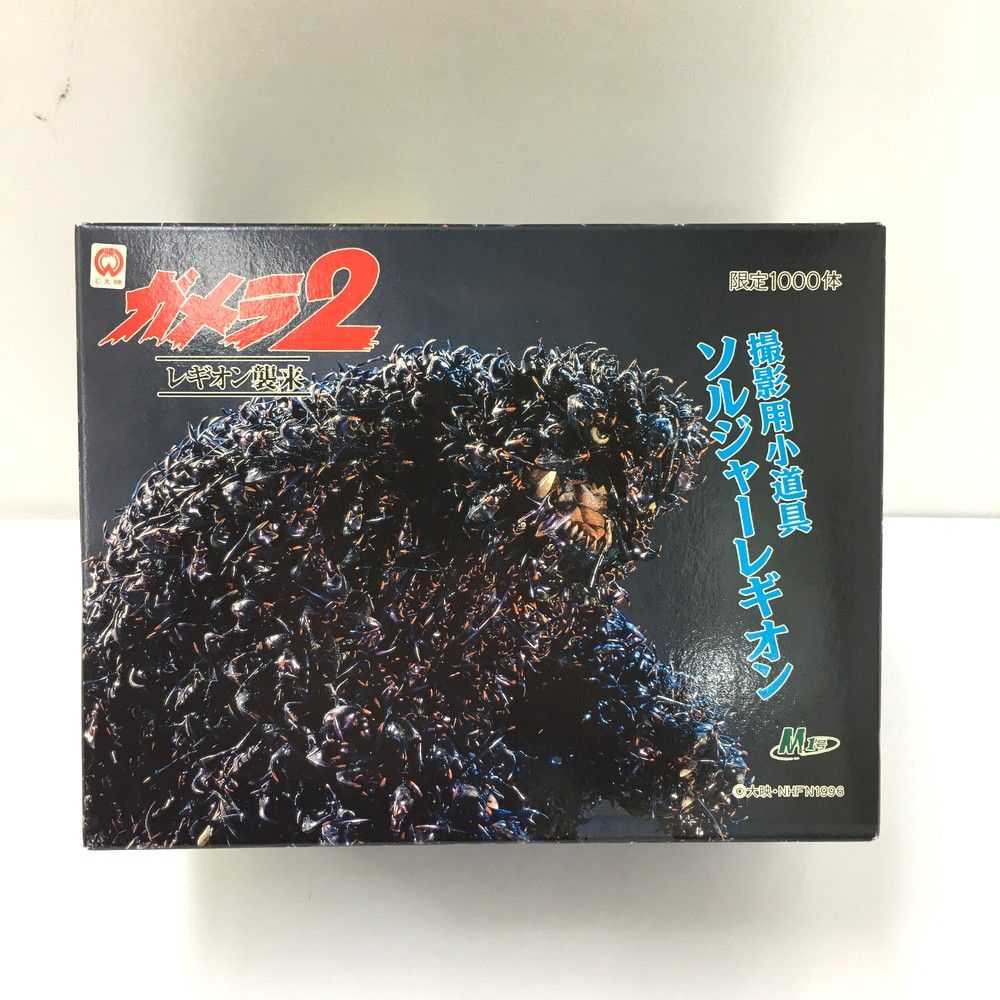 ©大映
ガメラ2
レギオン襲来
限定1000体
撮影用小道具
ソルジャーレギオン
M1号
©大映・NHFN1996